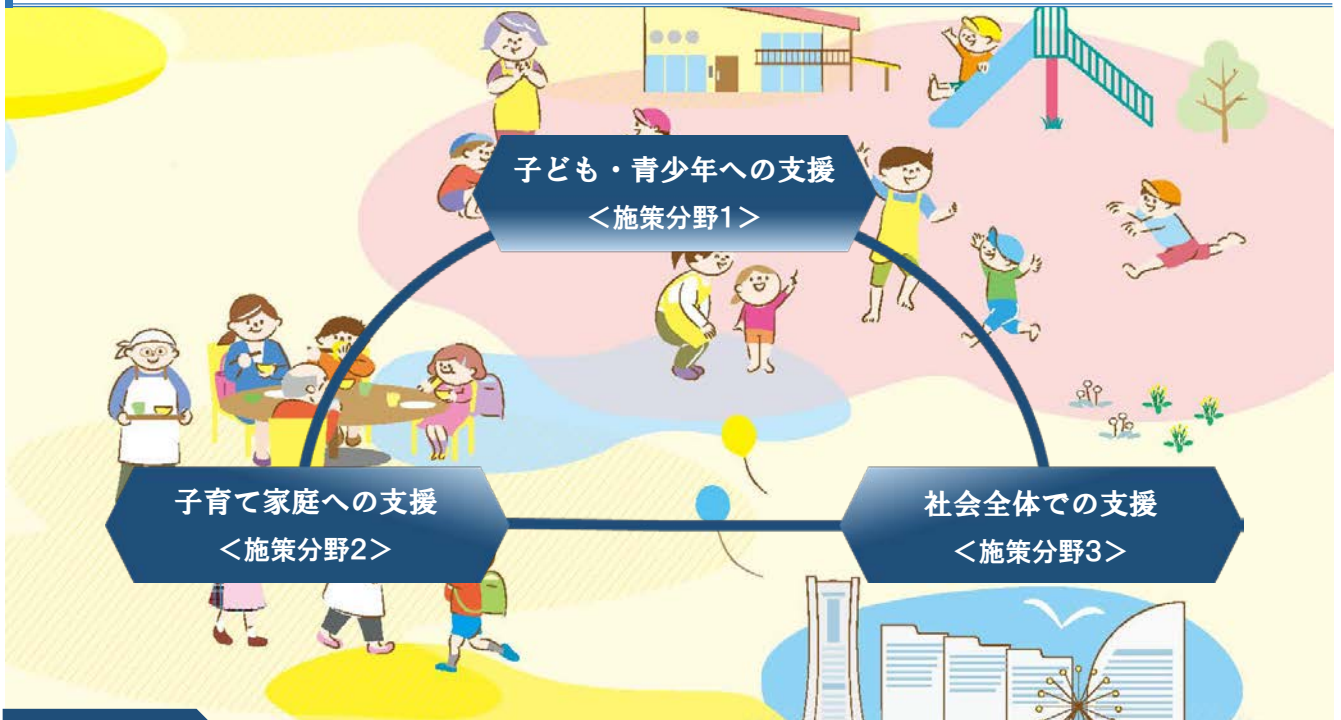 子ども・青少年への支援
＜施策分野1＞
子育て家庭への支援
＜施策分野2＞
社会全体での支援
＜施策分野3＞